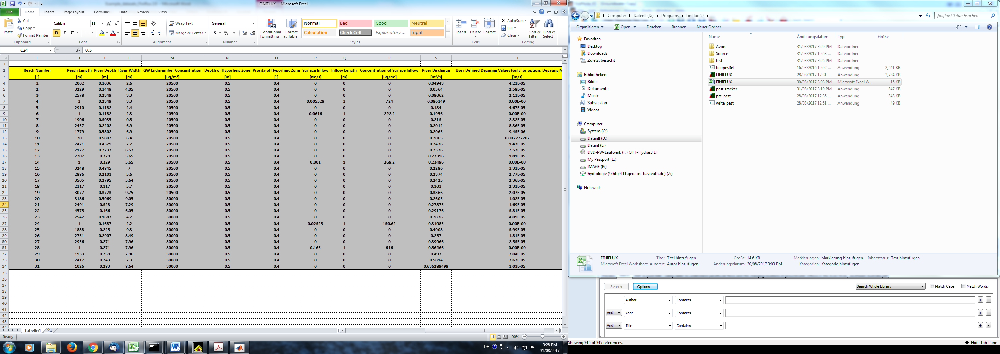 FINIFLUX - Microsoft Excel
File Home Insert Page Layout Formulas Data Review View
Paste Cut Copy Format Painter Clipboard
Calibri 11 B I U Font
Wrap Text Merge & Center Alignment
General $ % , Number
Conditional Formatting Format as Table
Normal Bad Good Neutral
Calculation Check Cell Explanatory ... Input
Styles
Insert Delete Format Cells
AutoSum Fill Clear Sort & Filter Find & Select Editing
C24 fx 0.5
I J K L M N O P Q R S T
1
2 Reach Number Reach Length River Depth River Width GW Endmember Concentration Depth of Hyporheic Zone Prosity of Hyporheic Zone Surface Inflow Inflow Length Concentration of Surface Inflow River Discharge User Defined Degasing Values (only for option: Degasing M
3 [-] [m] [m] [m] [Bq/m³] [m] [-] [m³/s] [m] [Bq/m³] [m³/s] [m/s]
4 1 2002 0.1036 2.6 20500 0.5 0.4 0 0 0 0.04943 4.21E-05
5 2 3229 0.1448 4.05 20500 0.5 0.4 0 0 0 0.0564 2.58E-05
6 3 2578 0.2349 3.3 20500 0.5 0.4 0 0 0 0.08062 2.11E-05
7 4 1 0.2349 3.3 20500 0.5 0.4 0.005529 1 724 0.086149 0.00E+00
8 5 2910 0.1182 4.4 20500 0.5 0.4 0 0 0 0.134 4.67E-05
9 6 1 0.1182 4.3 20500 0.5 0.4 0.0616 1 222.4 0.1956 0.00E+00
10 7 1906 0.3035 0.5 20500 0.5 0.4 0 0 0 0.213 2.32E-05
11 8 2457 0.2402 6.9 20500 0.5 0.4 0 0 0 0.2014 8.36E-05
12 9 1779 0.5802 6.9 20500 0.5 0.4 0 0 0 0.2065 9.43E-06
13 10 20 0.5802 6.4 20500 0.5 0.4 0 0 0 0.2065 0.002227207
14 11 2421 0.4329 7.2 20500 0.5 0.4 0 0 0 0.2436 1.43E-05
15 12 2127 0.2233 6.57 20500 0.5 0.4 0 0 0 0.2376 2.57E-05
16 13 2207 0.329 5.65 20500 0.5 0.4 0 0 0 0.23396 1.81E-05
17 14 1 0.329 5.65 20500 0.5 0.4 0.001 1 269.2 0.23496 0.00E+00
18 15 3248 0.4845 7 20500 0.5 0.4 0 0 0 0.2286 1.31E-05
19 16 2886 0.2103 5.6 20500 0.5 0.4 0 0 0 0.2374 2.77E-05
20 17 3505 0.2795 5.64 20500 0.5 0.4 0 0 0 0.2425 2.36E-05
21 18 2117 0.317 5.7 20500 0.5 0.4 0 0 0 0.301 2.31E-05
22 19 3077 0.3723 9.75 20500 0.5 0.4 0 0 0 0.3366 2.07E-05
23 20 3186 0.5069 9.05 30000 0.5 0.4 0 0 0 0.2605 1.02E-05
24 21 2491 0.328 7.29 30000 0.5 0.4 0 0 0 0.27875 1.69E-05
25 22 4575 0.166 6.05 30000 0.5 0.4 0 0 0 0.29176 3.81E-05
26 23 2542 0.1687 4.2 30000 0.5 0.4 0 0 0 0.2876 4.09E-05
27 24 1 0.1687 4.2 30000 0.5 0.4 0.02325 1 130.62 0.31085 0.00E+00
28 25 1838 0.245 9.3 30000 0.5 0.4 0 0 0 0.4008 3.99E-05
29 26 2751 0.2907 8.49 30000 0.5 0.4 0 0 0 0.257 1.81E-05
30 27 2956 0.271 7.96 30000 0.5 0.4 0 0 0 0.39966 2.53E-05
31 28 1 0.271 7.96 30000 0.5 0.4 0.165 1 616 0.56466 0.00E+00
32 29 1933 0.259 7.96 30000 0.5 0.4 0 0 0 0.493 3.04E-05
33 30 2417 0.243 7.3 30000 0.5 0.4 0 0 0 0.5814 3.67E-05
34 31 1026 0.283 8.64 30000 0.5 0.4 0 0 0 0.636289499 3.03E-05
35
36
37
38
39
40
41
42
43
44
Tabelle1
Ready 90%
DE 3:28 PM
31/08/2017
Computer DatenII (D:) Programs finiflux2.0 finiflux2.0 durchsuchen
Organisieren Open Drucken Brennen Neuer Ordner
Favoriten
Desktop
Downloads
Zuletzt besucht
Bibliotheken
Bilder
Dokumente
Musik
Subversion
Videos
Computer
System (C:)
DatenII (D:)
DatenI (E:)
DVD-RW-Laufwerk (F:) OTT-Hydras3 LT
My Passport (L:)
IMAGE (R:)
hydrologie (\\btg9k11.geo.uni-bayreuth.de) (Z:)
Netzwerk
Name Änderungsdatum Typ Größe
Avon 31/08/2017 3:20 PM Dateiordner
Source 31/08/2017 10:58 ... Dateiordner
test 31/08/2017 3:26 PM Dateiordner
beopest64 16/03/2016 10:02 ... Anwendung 2,541 KB
FINIFLUX 28/08/2017 12:31 ... Anwendung 2,784 KB
FINIFLUX 30/08/2017 3:03 PM Microsoft Excel W... 15 KB
pest_tracker 31/08/2017 3:10 PM Anwendung 847 KB
pre_pest 28/08/2017 12:35 ... Anwendung 848 KB
write_pest 28/08/2017 12:51 ... Anwendung 49 KB
FINIFLUX Titel: Titel hinzufügen Größe: 14.6 KB Markierungen: Markierung hinzufügen Inhaltstatus: Text hinzufügen
Microsoft Excel Worksheet Autoren: Autor hinzufügen Änderungsdatum: 30/08/2017 3:03 PM Kategorien: Kategorie hinzufügen
Search Options Search Whole Library Match Case Match Words
Author Contains + -
And Year Contains + -
And Title Contains + -
Showing 345 of 345 references. Hide Tab Pane